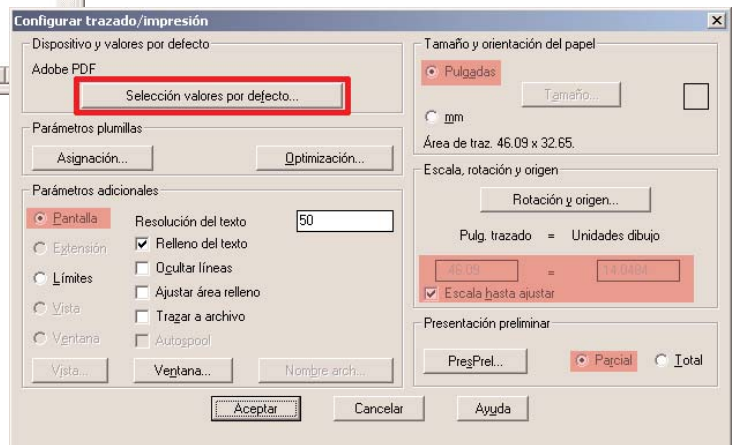 Configurar trazado/impresión
Dispositivo y valores por defecto
Adobe PDF
Selección valores por defecto...
Parámetros plumillas
Asignación...
Optimización...
Parámetros adicionales
Pantalla
Extensión
Límites
Vista
Ventana
Resolución del texto
50
Relleno del texto
Ocultar líneas
Ajustar área relleno
Trazar a archivo
Autospool
Vista...
Ventana...
Nombre arch...
Tamaño y orientación del papel
Pulgadas
Tamaño...
mm
Área de traz. 46.09 x 32.65.
Escala, rotación y origen
Rotación y origen...
Pulg. trazado = Unidades dibujo
46.09 = 14.0484
Escala hasta ajustar
Presentación preliminar
PresPrel...
Parcial
Total
Aceptar
Cancelar
Ayuda